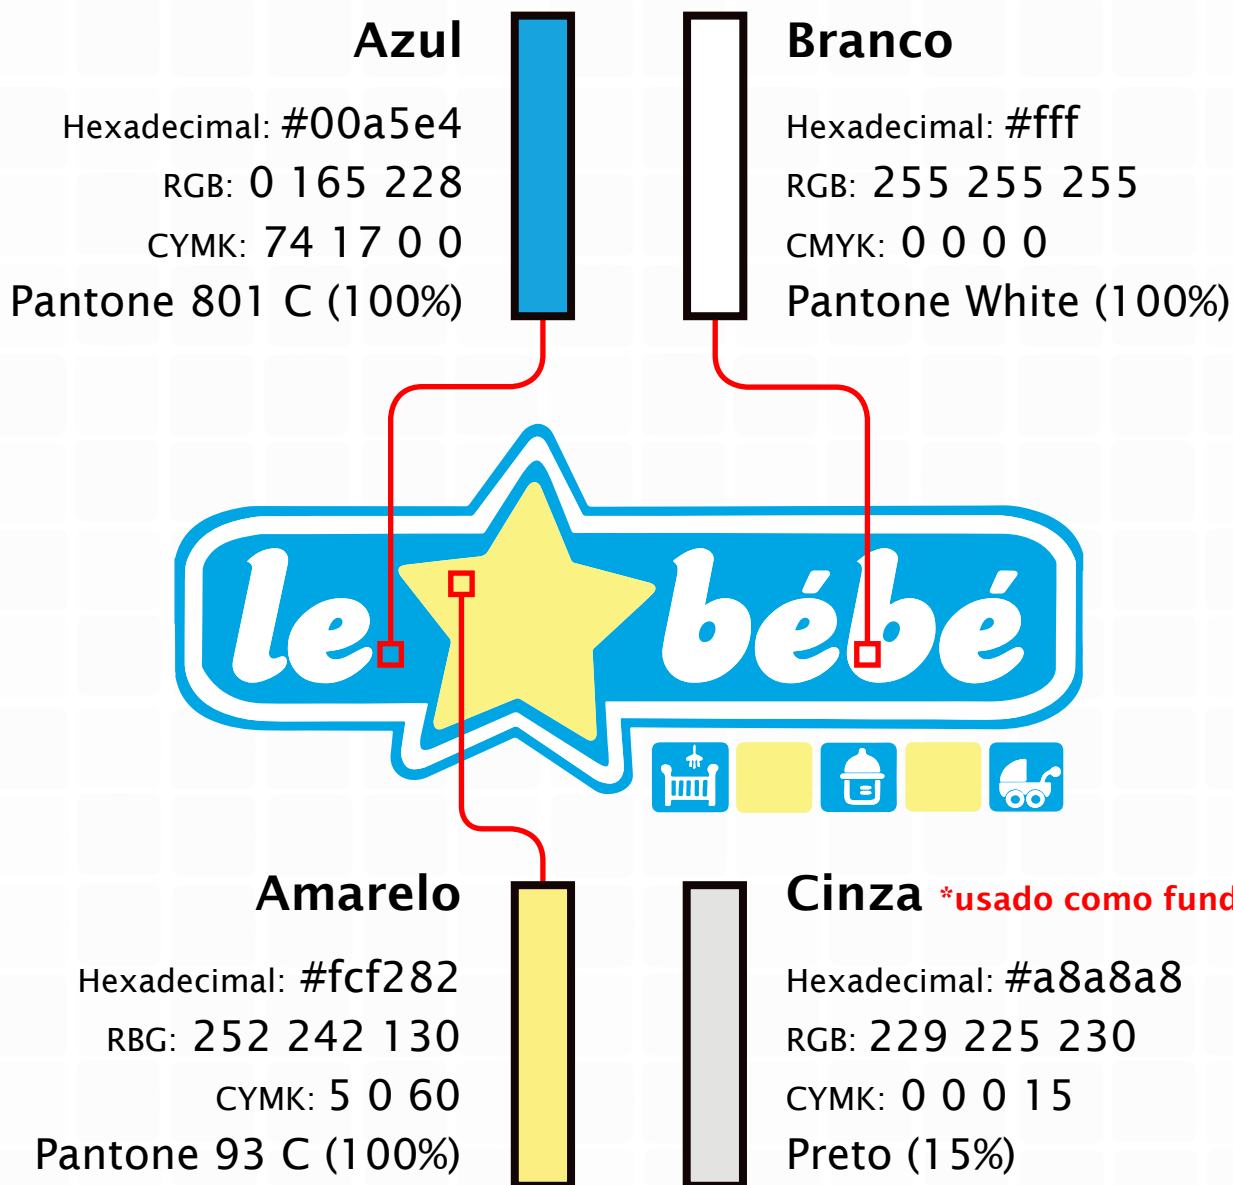 Azul
Hexadecimal: #00a5e4
RGB: 0 165 228
CYMK: 74 17 0 0
Pantone 801 C (100%)
Branco
Hexadecimal: #fff
RGB: 255 255 255
CMYK: 0 0 0 0
Pantone White (100%)
le bébé
Amarelo
Hexadecimal: #fcf282
RBG: 252 242 130
CYMK: 5 0 60
Pantone 93 C (100%)
Cinza *usado como fund
Hexadecimal: #a8a8a8
RGB: 229 225 230
CYMK: 0 0 0 15
Preto (15%)